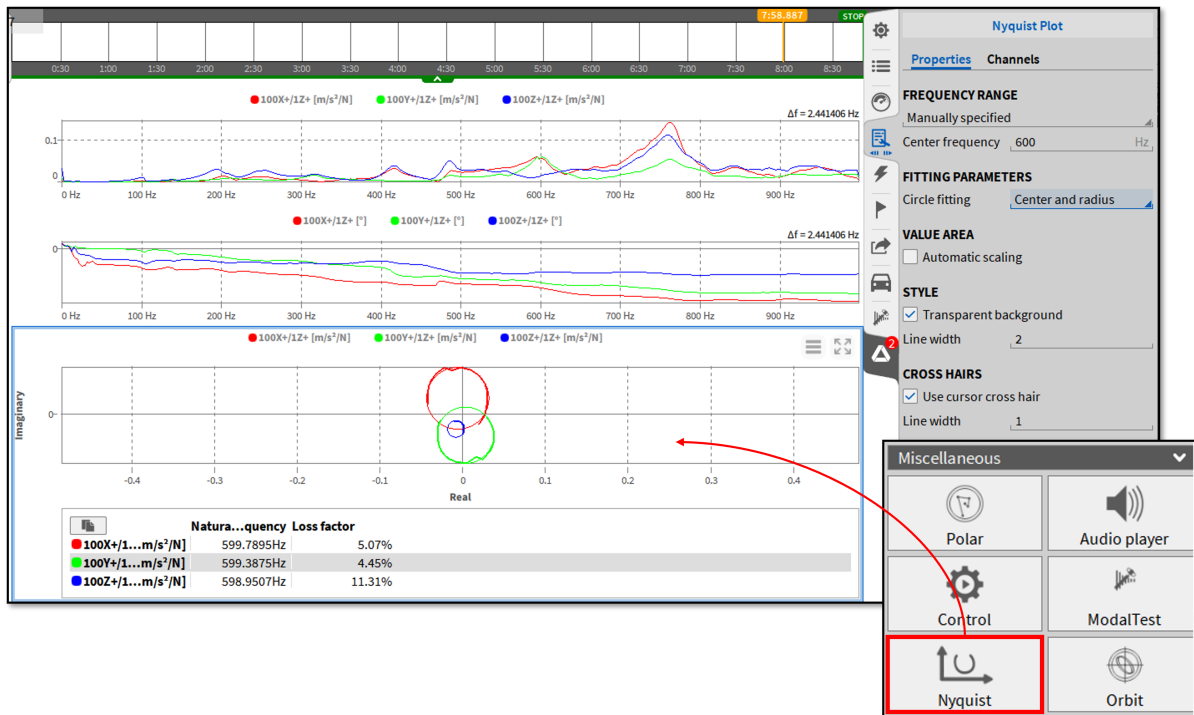 7
7:58.887
STOP
0:30 1:00 1:30 2:00 2:30 3:00 3:30 4:00 4:30 5:00 5:30 6:00 6:30 7:00 7:30 8:00 8:30
100X+/1Z+ [m/s²/N] 100Y+/1Z+ [m/s²/N] 100Z+/1Z+ [m/s²/N]
Δf = 2.441406 Hz
0.1
0
0 Hz 100 Hz 200 Hz 300 Hz 400 Hz 500 Hz 600 Hz 700 Hz 800 Hz 900 Hz
100X+/1Z+ [°] 100Y+/1Z+ [°] 100Z+/1Z+ [°]
Δf = 2.441406 Hz
0
0 Hz 100 Hz 200 Hz 300 Hz 400 Hz 500 Hz 600 Hz 700 Hz 800 Hz 900 Hz
100X+/1Z+ [m/s²/N] 100Y+/1Z+ [m/s²/N] 100Z+/1Z+ [m/s²/N]
Imaginary
0
-0.4 -0.3 -0.2 -0.1 0 0.1 0.2 0.3 0.4
Real
Natura...quency Loss factor
100X+/1...m/s²/N] 599.7895Hz 5.07%
100Y+/1...m/s²/N] 599.3875Hz 4.45%
100Z+/1...m/s²/N] 598.9507Hz 11.31%
2
Nyquist Plot
Properties Channels
FREQUENCY RANGE
Manually specified
Center frequency 600 Hz
FITTING PARAMETERS
Circle fitting Center and radius
VALUE AREA
Automatic scaling
STYLE
Transparent background
Line width 2
CROSS HAIRS
Use cursor cross hair
Line width 1
Miscellaneous
Polar Audio player
Control ModalTest
Nyquist Orbit